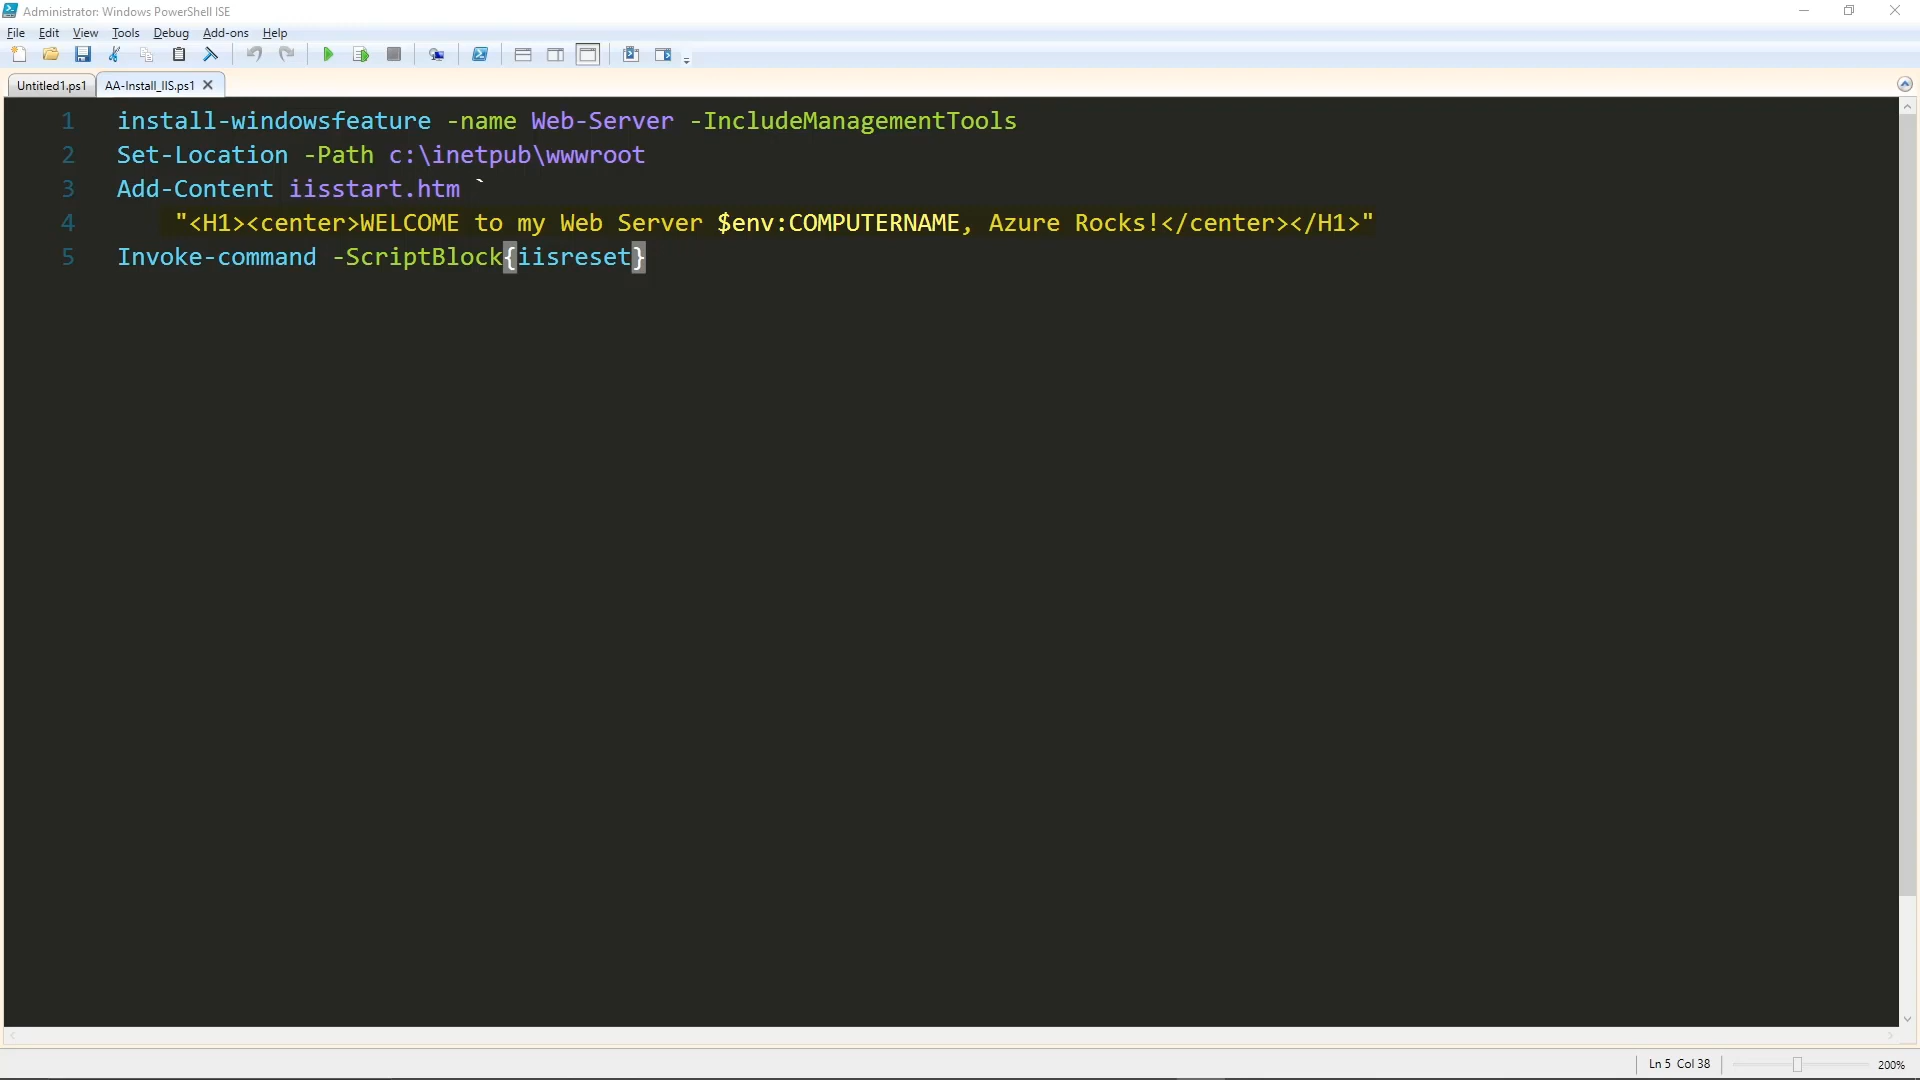 Administrator: Windows PowerShell ISE
File Edit View Tools Debug Add-ons Help
Untitled1.ps1 AA-Install_IIS.ps1
1 install-windowsfeature -name Web-Server -IncludeManagementTools
2 Set-Location -Path c:\inetpub\wwwroot
3 Add-Content iisstart.htm `
4 "<H1><center>WELCOME to my Web Server $env:COMPUTERNAME, Azure Rocks!</center></H1>"
5 Invoke-command -ScriptBlock{iisreset}
Ln 5 Col 38 200%